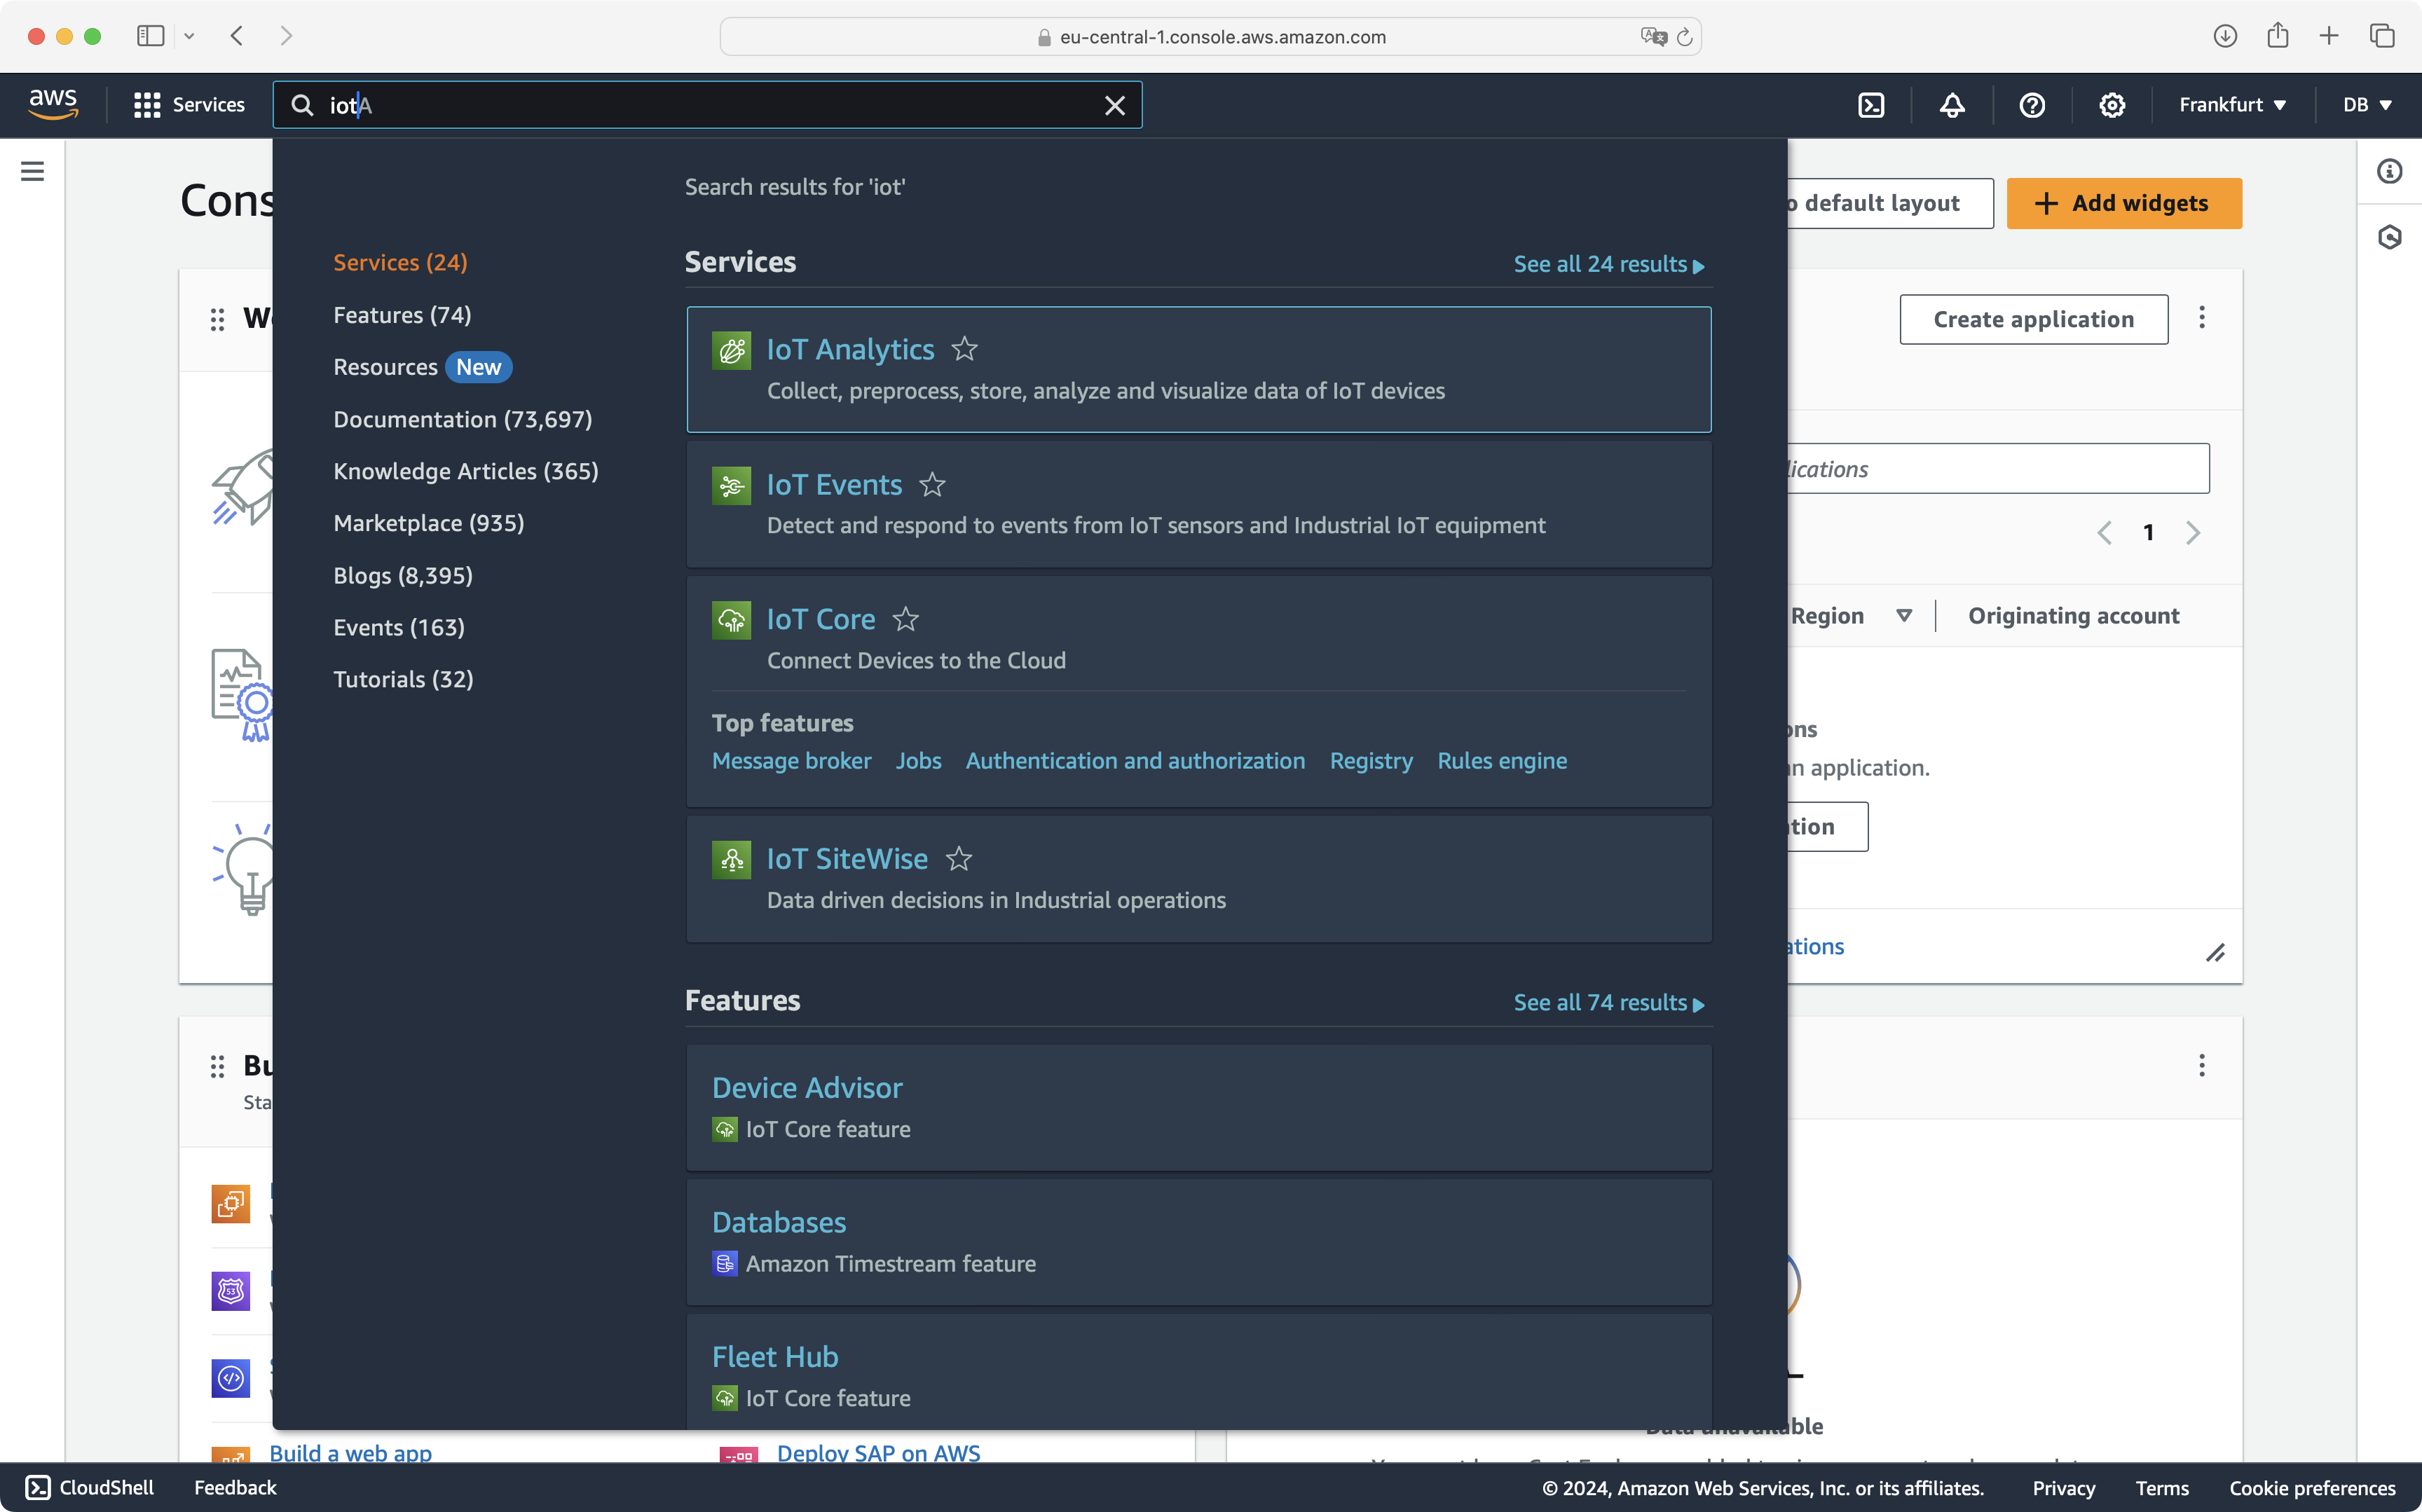 eu-central-1.console.aws.amazon.com
aws
Services
iotA
Frankfurt
DB
Search results for 'iot'
Services (24)
Features (74)
Resources New
Documentation (73,697)
Knowledge Articles (365)
Marketplace (935)
Blogs (8,395)
Events (163)
Tutorials (32)
Services
See all 24 results
IoT Analytics
Collect, preprocess, store, analyze and visualize data of IoT devices
IoT Events
Detect and respond to events from IoT sensors and Industrial IoT equipment
IoT Core
Connect Devices to the Cloud
Top features
Message broker Jobs Authentication and authorization Registry Rules engine
IoT SiteWise
Data driven decisions in Industrial operations
Features
See all 74 results
Device Advisor
IoT Core feature
Databases
Amazon Timestream feature
Fleet Hub
IoT Core feature
Cons
default layout
Add widgets
Create application
lications
1
Region
Originating account
application.
Build a web app
Deploy SAP on AWS
CloudShell
Feedback
© 2024, Amazon Web Services, Inc. or its affiliates.
Privacy
Terms
Cookie preferences